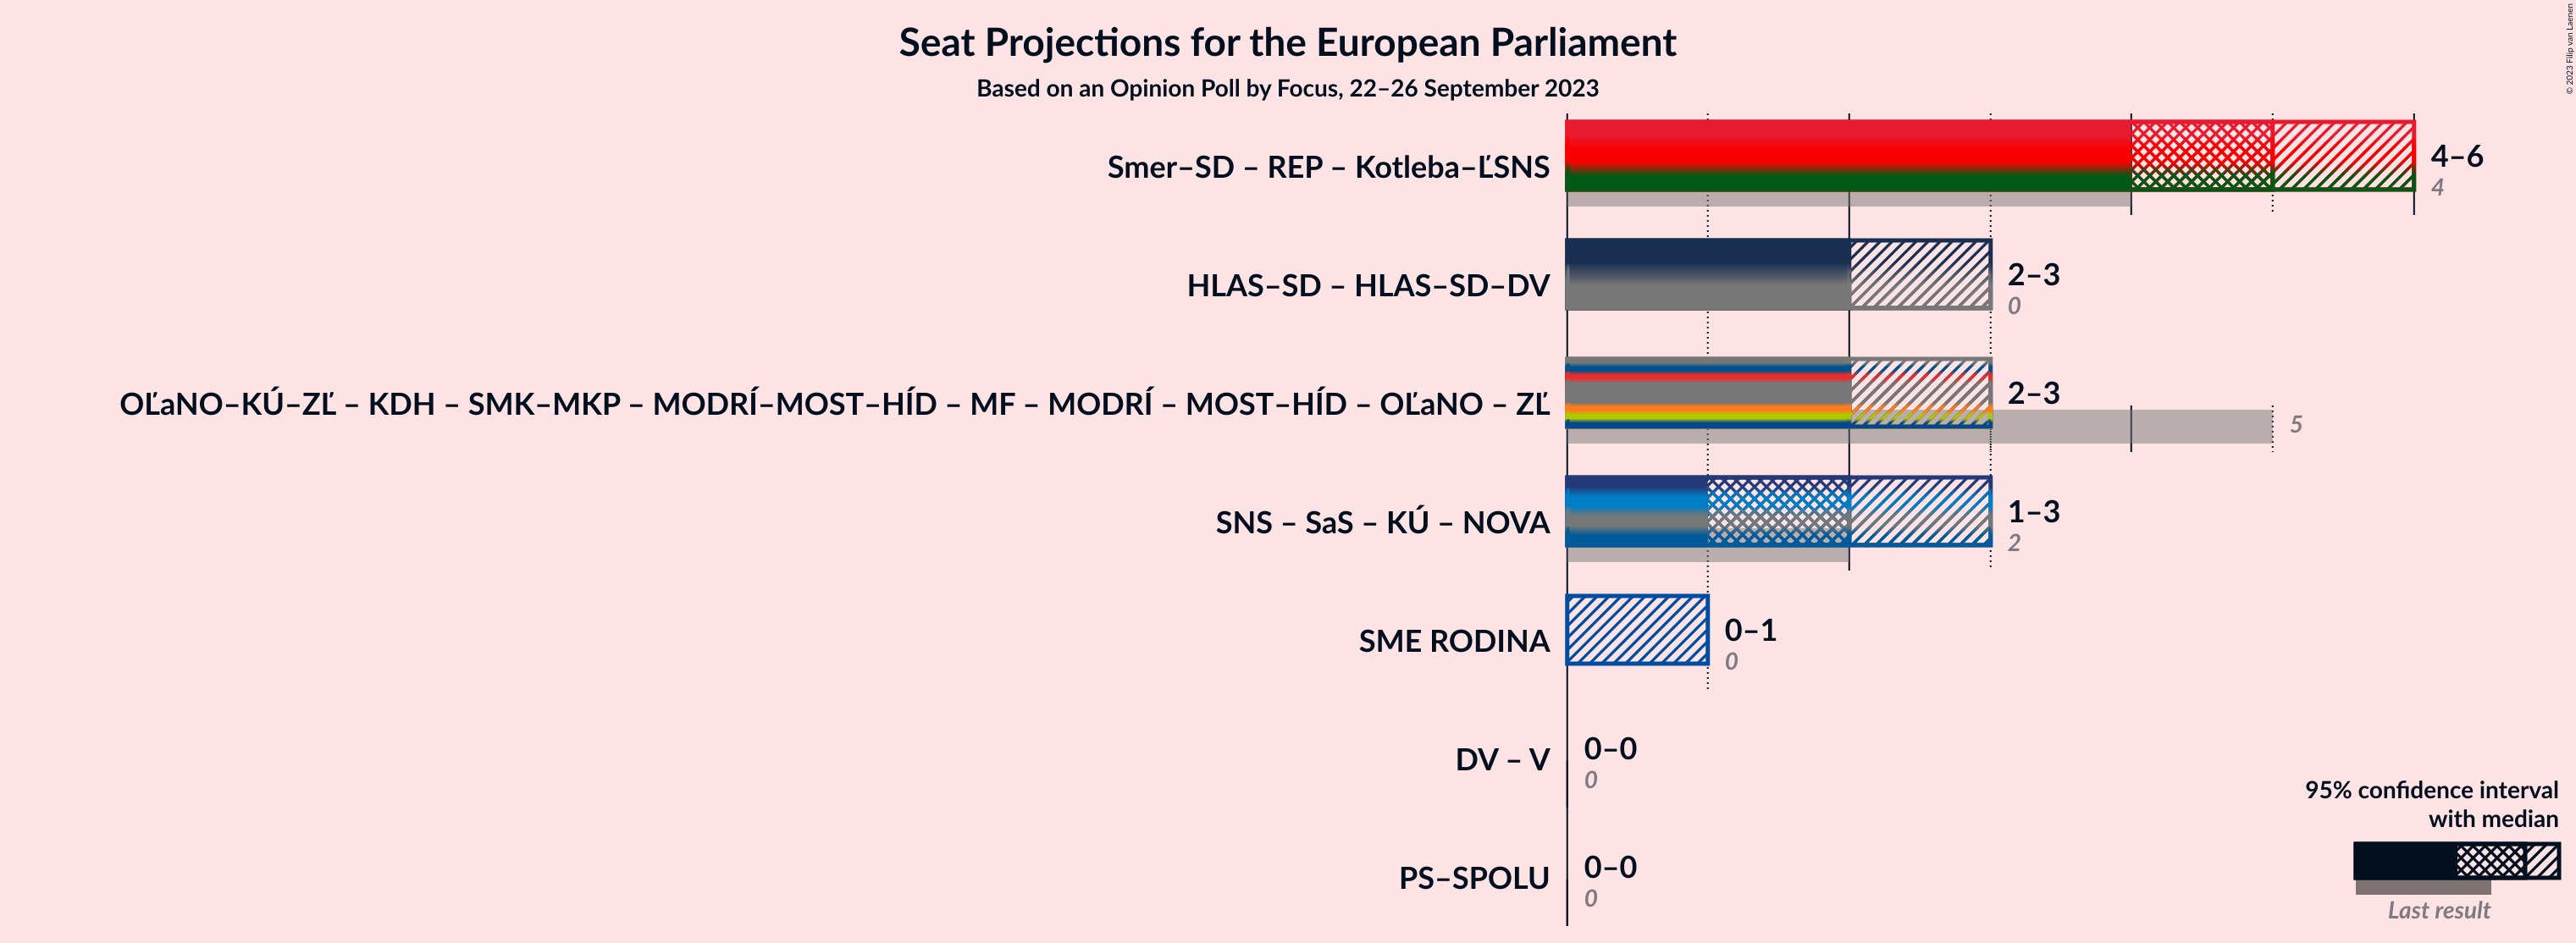 Seat Projections for the European Parliament
Based on an Opinion Poll by Focus, 22–26 September 2023
© 2023 Filip van Laenen
Smer–SD – REP – Kotleba–ĽSNS
4–6
4
HLAS–SD – HLAS–SD–DV
2–3
0
OĽaNO–KÚ–ZĽ – KDH – SMK–MKP – MODRÍ–MOST–HÍD – MF – MODRÍ – MOST–HÍD – OĽaNO – ZĽ
2–3
5
SNS – SaS – KÚ – NOVA
1–3
2
SME RODINA
0–1
0
DV – V
0–0
0
PS–SPOLU
0–0
0
95% confidence interval
with median
Last result